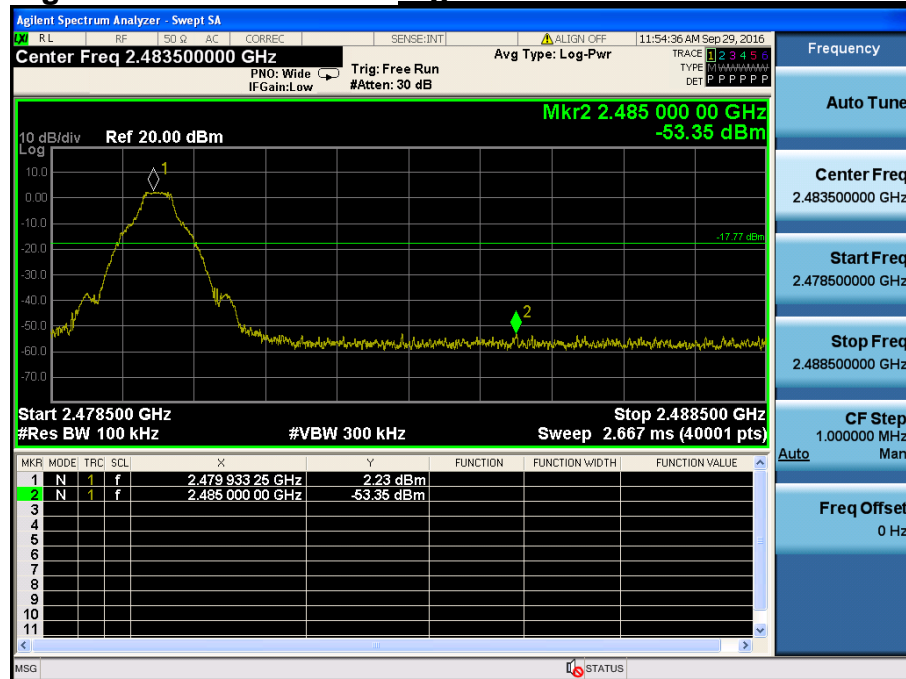 Agilent Spectrum Analyzer - Swept SA
LXI RL RF 50 Ω AC CORREC SENSE:INT ALIGN OFF 11:54:36 AM Sep 29, 2016
Center Freq 2.483500000 GHz
PNO: Wide
IFGain:Low
Trig: Free Run
#Atten: 30 dB
Avg Type: Log-Pwr
TRACE 1 2 3 4 5 6
TYPE M WWWWW
DET P P P P P P
Mkr2 2.485 000 00 GHz
-53.35 dBm
10 dB/div Ref 20.00 dBm
Log
10.0
0.00
-10.0
-20.0
-30.0
-40.0
-50.0
-60.0
-70.0
1
-17.77 dBm
2
Start 2.478500 GHz Stop 2.488500 GHz
#Res BW 100 kHz #VBW 300 kHz Sweep 2.667 ms (40001 pts)
MKR MODE TRC SCL X Y FUNCTION FUNCTION WIDTH FUNCTION VALUE
1 N 1 f 2.479 933 25 GHz 2.23 dBm
2 N 1 f 2.485 000 00 GHz -53.35 dBm
3
4
5
6
7
8
9
10
11
MSG STATUS
Frequency
Auto Tune
Center Freq
2.483500000 GHz
Start Freq
2.478500000 GHz
Stop Freq
2.488500000 GHz
CF Step
1.000000 MHz
Auto Man
Freq Offset
0 Hz